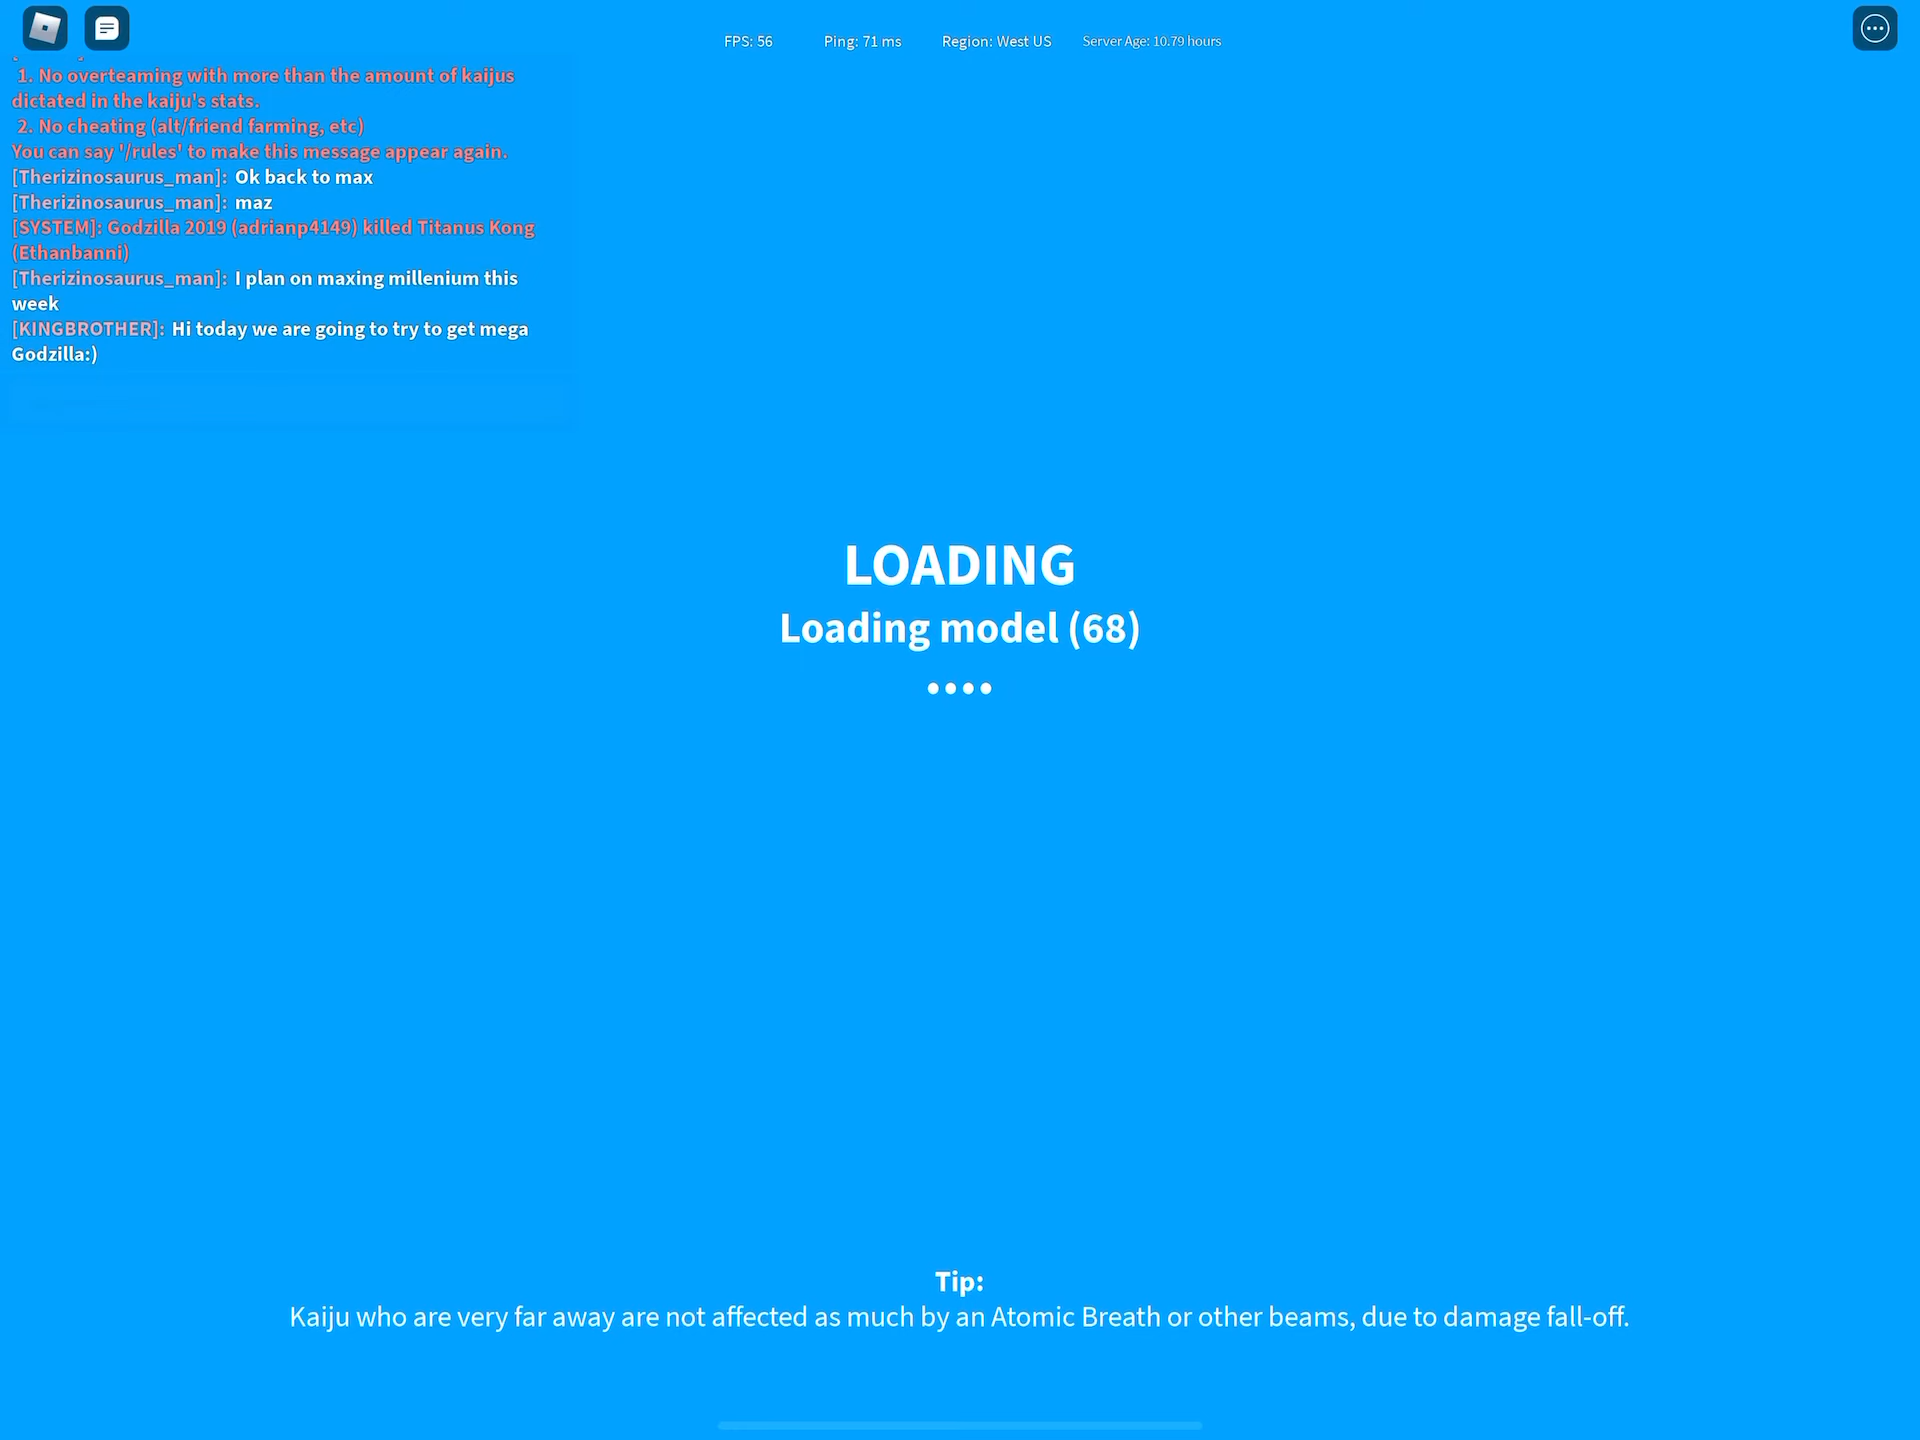 FPS: 56 Ping: 71 ms Region: West US Server Age: 10.79 hours
1. No overteaming with more than the amount of kaijus
dictated in the kaiju's stats.
2. No cheating (alt/friend farming, etc)
You can say '/rules' to make this message appear again.
[Therizinosaurus_man]: Ok back to max
[Therizinosaurus_man]: maz
[SYSTEM]: Godzilla 2019 (adrianp4149) killed Titanus Kong
(Ethanbanni)
[Therizinosaurus_man]: I plan on maxing millenium this
week
[KINGBROTHER]: Hi today we are going to try to get mega
Godzilla:)
LOADING
Loading model (68)
Tip:
Kaiju who are very far away are not affected as much by an Atomic Breath or other beams, due to damage fall-off.